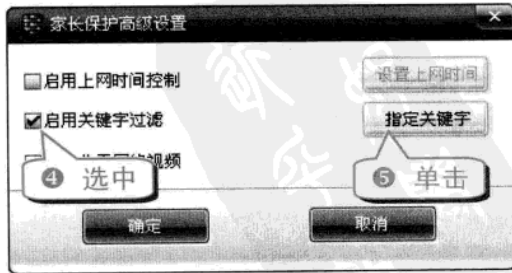 家长保护高级设置
启用上网时间控制
设置上网时间
启用关键字过滤
指定关键字
视频
❹ 选中
❺ 单击
确定
取消